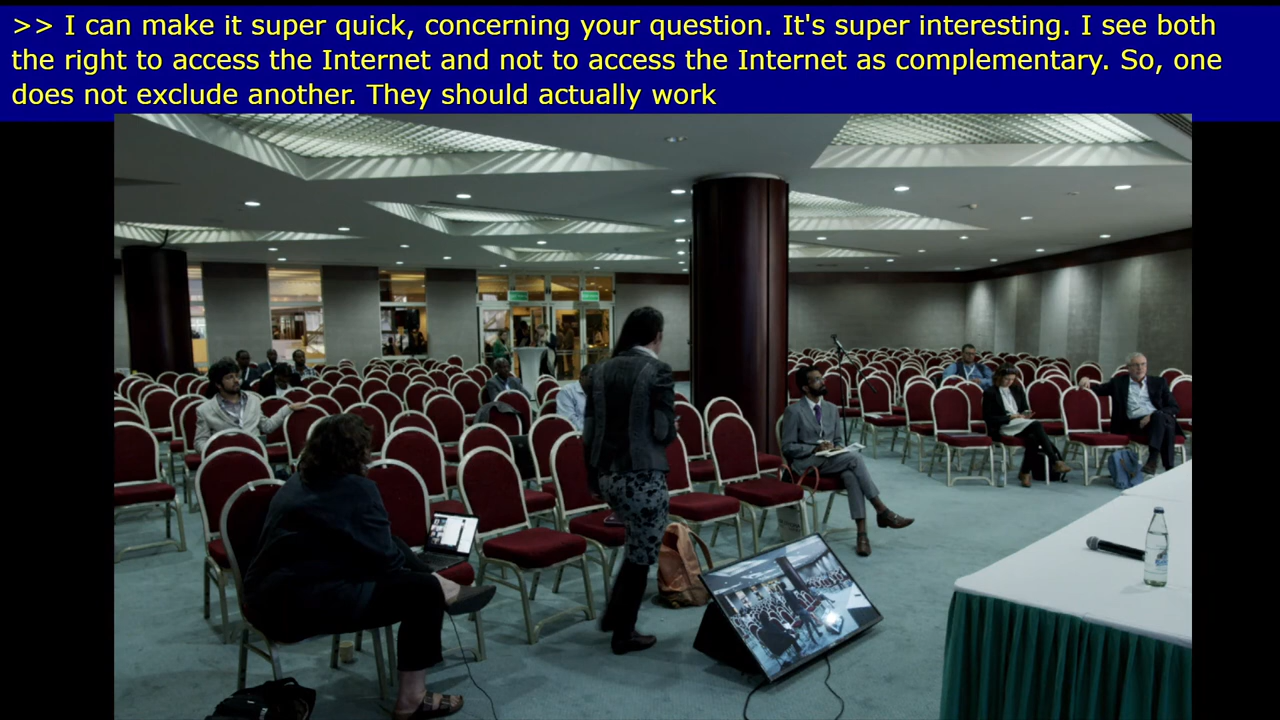 >> I can make it super quick, concerning your question. It's super interesting. I see both
the right to access the Internet and not to access the Internet as complementary. So, one
does not exclude another. They should actually work